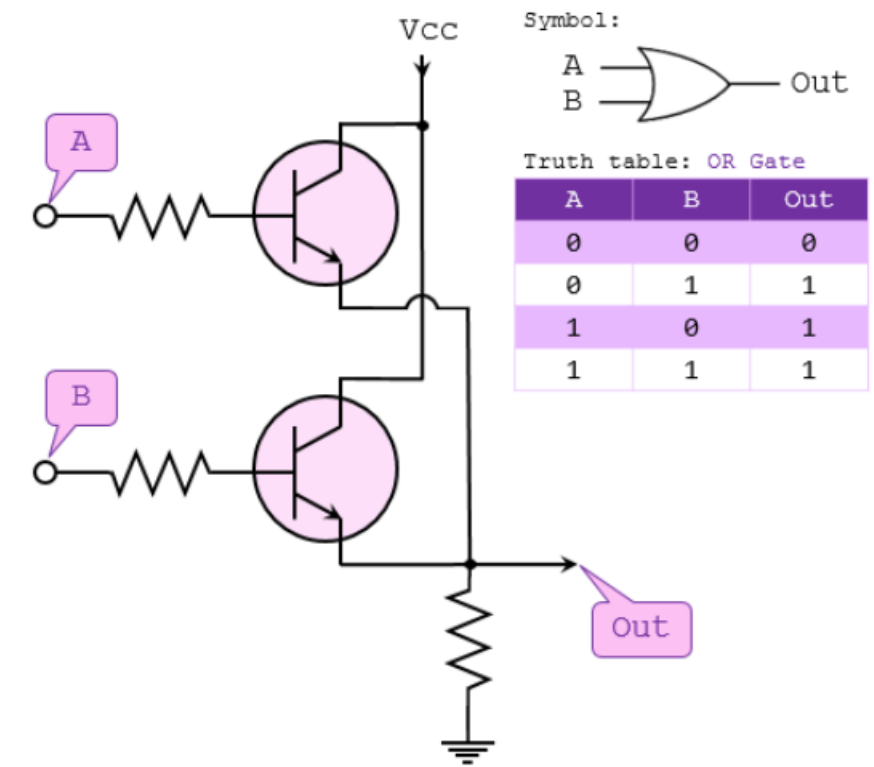 Vcc
A
B
Out
Symbol:
A
B
Out
Truth table: OR Gate
A B Out
0 0 0
0 1 1
1 0 1
1 1 1